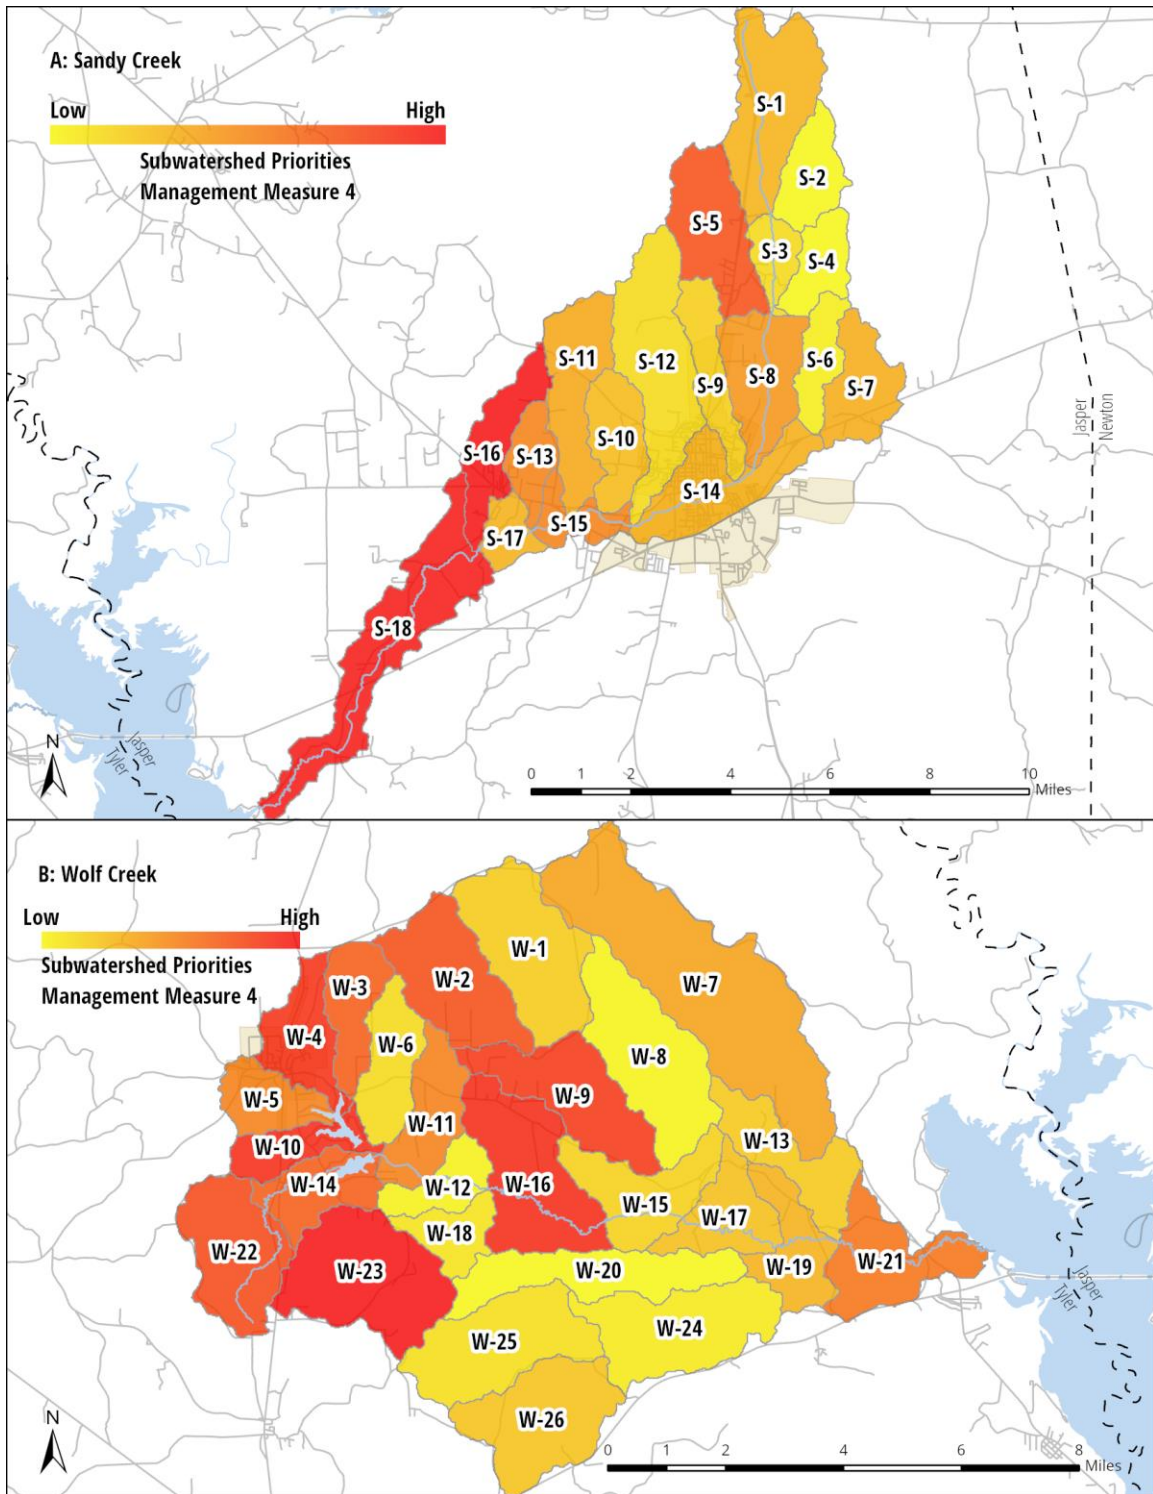 A: Sandy Creek
Low High
Subwatershed Priorities
Management Measure 4
S-1
S-2
S-5
S-3
S-4
S-11
S-12
S-9
S-8
S-6
S-7
S-10
S-16
S-13
S-14
S-15
S-17
S-18
Jasper
Newton
Jasper
Tyler
N
0 1 2 4 6 8 10
Miles
B: Wolf Creek
Low High
Subwatershed Priorities
Management Measure 4
W-1
W-2
W-3
W-7
W-4
W-6
W-8
W-5
W-9
W-11
W-10
W-13
W-14
W-12
W-16
W-15
W-17
W-18
W-22
W-23
W-20
W-19
W-21
W-24
W-25
W-26
Jasper
Tyler
N
0 1 2 4 6 8
Miles